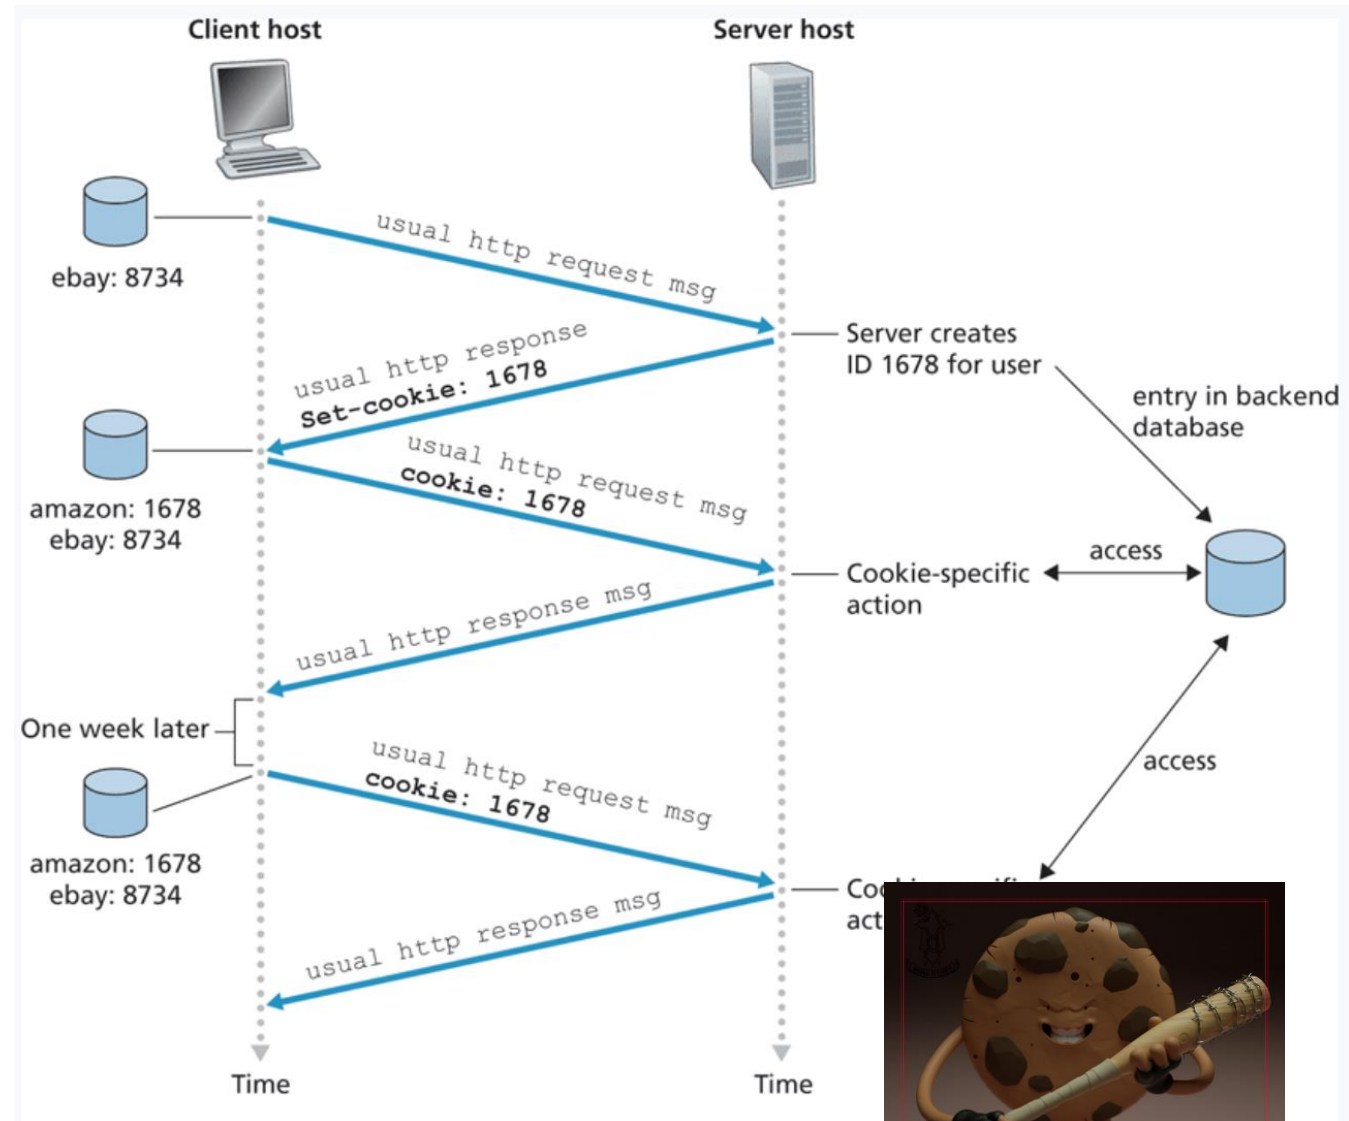 Client host
Server host
usual http request msg
ebay: 8734
Server creates
ID 1678 for user
usual http response
Set-cookie: 1678
entry in backend
database
amazon: 1678
ebay: 8734
usual http request msg
cookie: 1678
Cookie-specific
action
access
usual http response msg
One week later
access
usual http request msg
cookie: 1678
amazon: 1678
ebay: 8734
usual http response msg
Time
Time